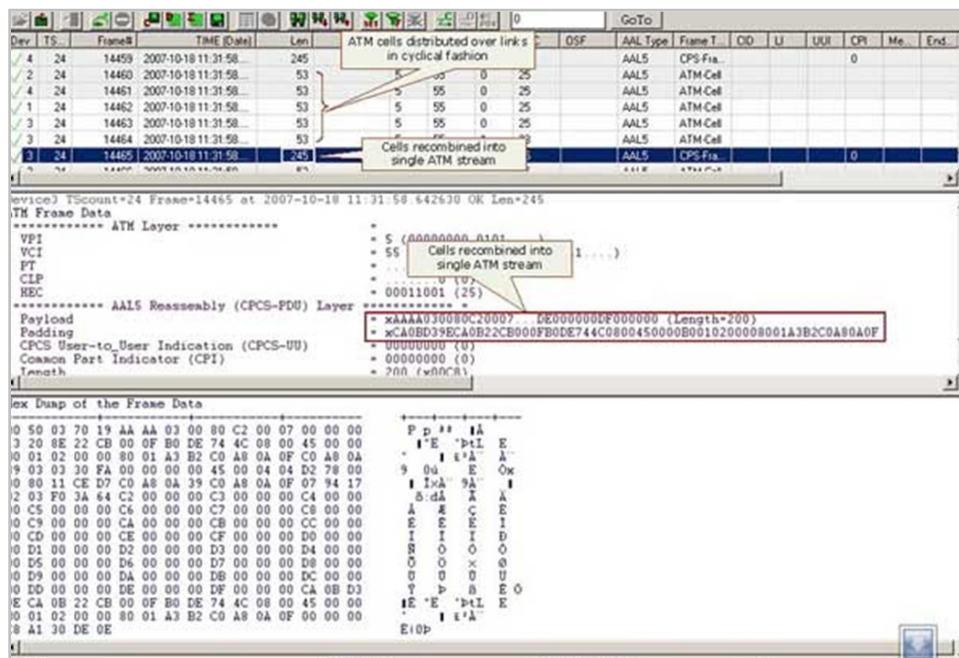 0 GoTo
Dev TS... Frame# TIME (Date) Len C OSF AAL Type Frame T... CID LI UUI CPI Me... End...
ATM cells distributed over links
in cyclical fashion
4 24 14459 2007-10-18 11:31:58.... 245 AAL5 CPS-Fra... 0
2 24 14460 2007-10-18 11:31:58.... 53 5 55 0 25 AAL5 ATM-Cell
4 24 14461 2007-10-18 11:31:58.... 53 5 55 0 25 AAL5 ATM-Cell
1 24 14462 2007-10-18 11:31:58.... 53 5 55 0 25 AAL5 ATM-Cell
3 24 14463 2007-10-18 11:31:58.... 53 5 55 0 25 AAL5 ATM-Cell
3 24 14464 2007-10-18 11:31:58.... 53 AAL5 ATM-Cell
Cells recombined into
single ATM stream
3 24 14465 2007-10-18 11:31:58.... 245 AAL5 CPS-Fra... 0
evice3 TScount=24 Frame=14465 at 2007-10-18 11:31:58.642630 OK Len=245
TM Frame Data
------------ ATM Layer ------------ =
VPI = 5 (00000000 0101....)
VCI = 55
PT
CLP = .......0 (0)
HEC = 00011001 (25)
Cells recombined into
single ATM stream
------------ AAL5 Reassembly (CPCS-PDU) Layer ------------ =
Payload = xAAAA030080C20007...DE000000DF000000 (Length=200)
Padding = xCA0BD39ECA0B22CB000FB0DE744C0800450000B0010200008001A3B2C0A80A0F
CPCS User-to_User Indication (CPCS-UU) = 00000000 (0)
Common Part Indicator (CPI) = 00000000 (0)
Length = 200 (x00C8)
ex Dump of the Frame Data
0 50 03 70 19 AA AA 03 00 80 C2 00 07 00 00 00
3 20 8E 22 CB 00 0F B0 DE 74 4C 08 00 45 00 00
0 01 02 00 00 80 01 A3 B2 C0 A8 0A 0F C0 A8 0A
9 03 03 30 FA 00 00 00 00 45 00 04 04 D2 78 00
0 80 11 CE D7 C0 A8 0A 39 C0 A8 0A 0F 07 94 17
2 03 F0 3A 64 C2 00 00 00 C3 00 00 00 C4 00 00
0 C5 00 00 00 C6 00 00 00 C7 00 00 00 C8 00 00
0 C9 00 00 00 CA 00 00 00 CB 00 00 00 CC 00 00
0 CD 00 00 00 CE 00 00 00 CF 00 00 00 D0 00 00
0 D1 00 00 00 D2 00 00 00 D3 00 00 00 D4 00 00
0 D5 00 00 00 D6 00 00 00 D7 00 00 00 D8 00 00
0 D9 00 00 00 DA 00 00 00 DB 00 00 00 DC 00 00
0 DD 00 00 00 DE 00 00 00 DF 00 00 00 CA 0B D3
E CA 0B 22 CB 00 0F B0 DE 74 4C 08 00 45 00 00
0 01 02 00 00 80 01 A3 B2 C0 A8 0A 0F 00 00 00
8 A1 30 DE 0E